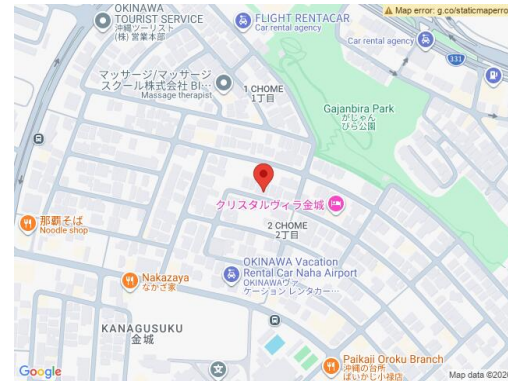 OKINAWA
TOURIST SERVICE
沖縄ツーリスト
(株) 営業本部
FLIGHT RENTACAR
Car rental agency
Map error: g.co/staticmaperro
Car rental agency
331
マッサージ/マッサージ
スクール株式会社 BI...
Massage therapist
1 CHOME
1丁目
Gajanbira Park
がじゃん
びら公園
クリスタルヴィラ金城
2 CHOME
2丁目
那覇そば
Noodle shop
OKINAWA Vacation
Rental Car Naha Airport
OKINAWAヴァ
ケーション レンタカー…
Nakazaya
なかざ家
KANAGUSUKU
金城
Paikaji Oroku Branch
沖縄の台所
ぱいかじ小禄店
Google
Map data ©2026